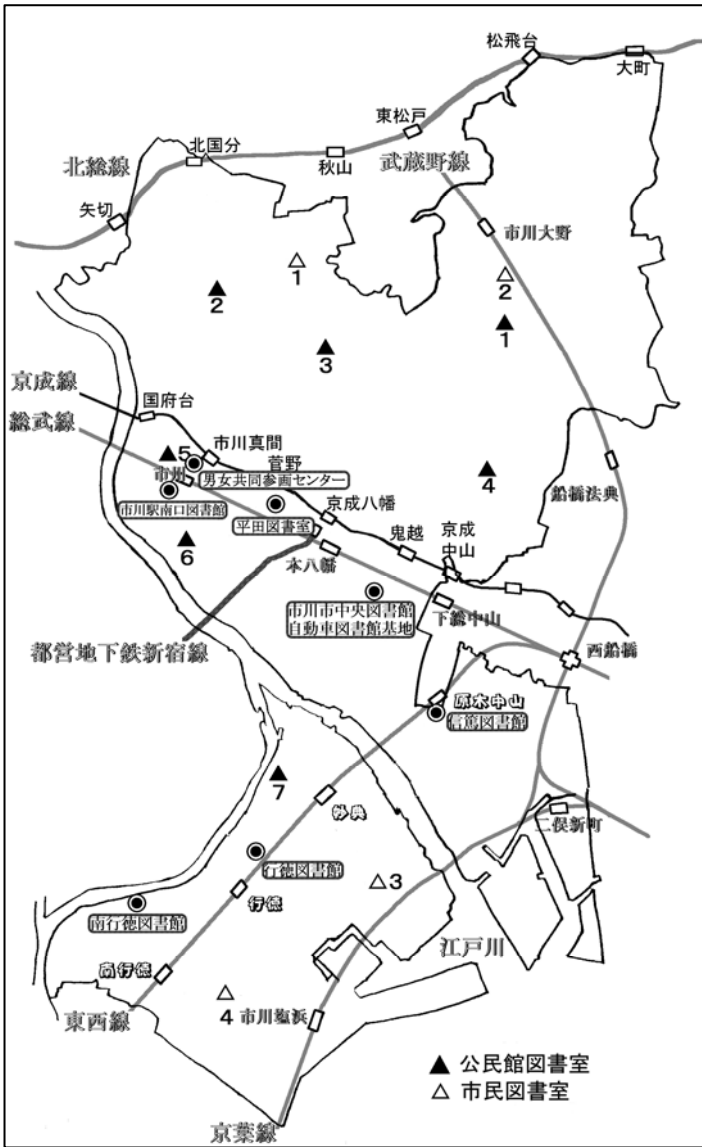 松飛台
大町
東松戸
北国分
秋山
北総線
武蔵野線
矢切
市川大野
1
2
2
1
3
京成線
国府台
総武線
市川真間
5
菅野
市川
男女共同参画センター
4
船橋法典
市川駅南口図書館
平田図書室
京成八幡
鬼越
京成
中山
6
本八幡
市川市中央図書館
自動車図書館基地
下総中山
都営地下鉄新宿線
西船橋
原木中山
信篤図書館
7
妙典
二俣新町
行徳図書館
3
行徳
南行徳図書館
江戸川
南行徳
4
市川塩浜
東西線
▲ 公民館図書室
△ 市民図書室
京葉線